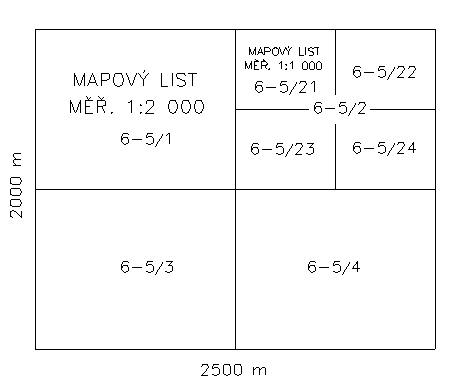 MAPOVÝ LIST
MĚŘ. 1:2 000
6-5/1
MAPOVÝ LIST
MĚŘ. 1:1 000
6-5/21
6-5/22
6-5/2
6-5/23
6-5/24
2000 m
6-5/3
6-5/4
2500 m